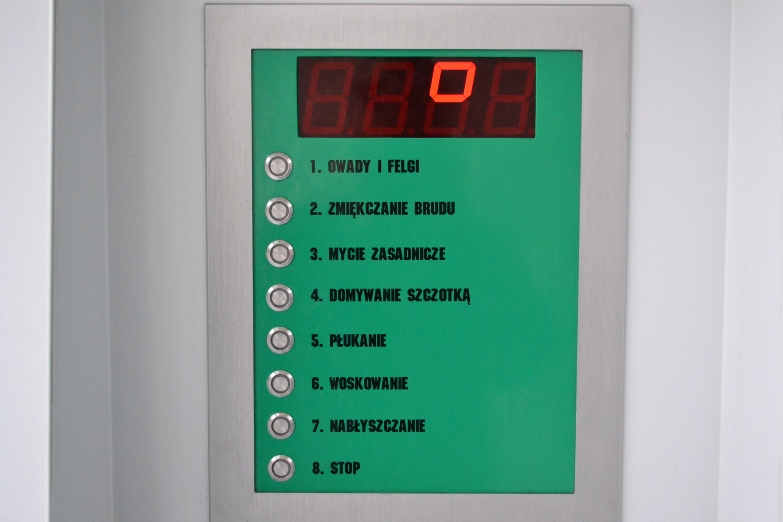 1. OWADY I FELGI
2. ZMIĘKCZANIE BRUDU
3. MYCIE ZASADNICZE
4. DOMYWANIE SZCZOTKĄ
5. PŁUKANIE
6. WOSKOWANIE
7. NABŁYSZCZANIE
8. STOP